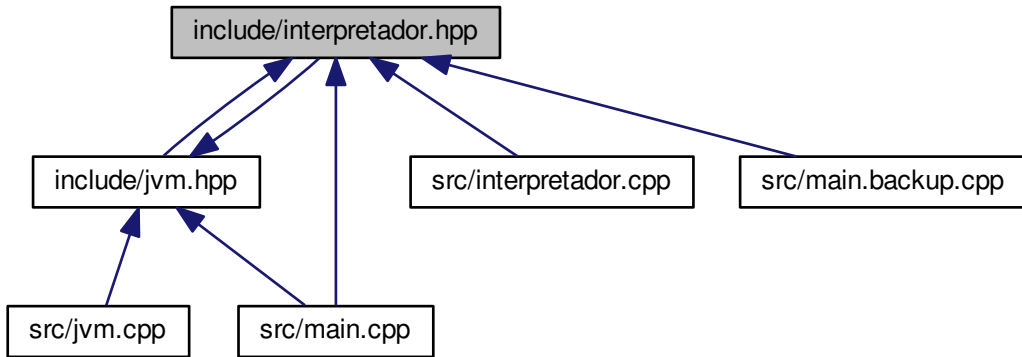 include/interpretador.hpp
include/jvm.hpp
src/interpretador.cpp
src/main.backup.cpp
src/jvm.cpp
src/main.cpp